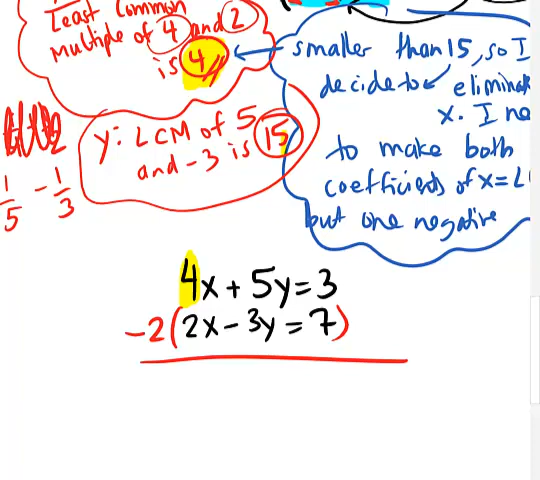 Least Common
Multiple of 4 and 2
is 4
smaller than 15, so I
decide to eliminat
x. I ne
to make both
coefficients of x = L
but one negative
y: LCM of 5
and -3 is 15
1/5 - 1/3
4x + 5y = 3
-2(2x - 3y = 7)